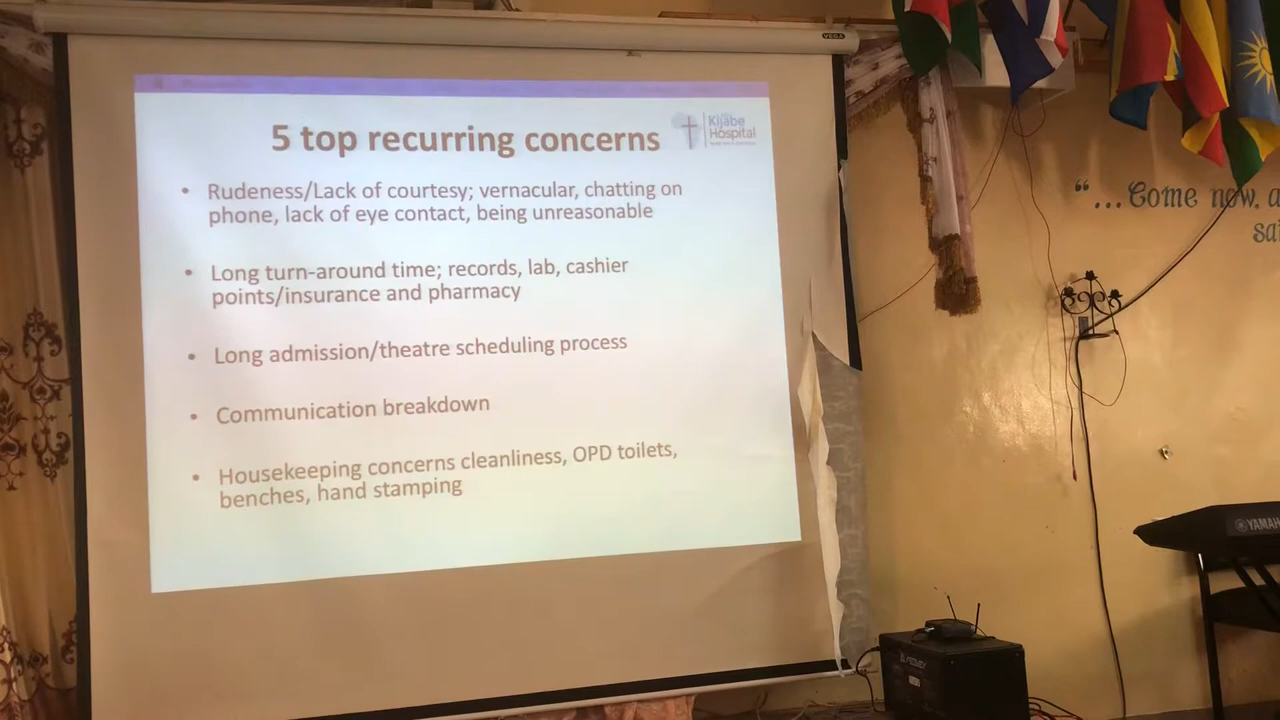 VEGA
5 top recurring concerns
Kijabe
Hospital
• Rudeness/Lack of courtesy; vernacular, chatting on
phone, lack of eye contact, being unreasonable
• Long turn-around time; records, lab, cashier
points/insurance and pharmacy
• Long admission/theatre scheduling process
• Communication breakdown
• Housekeeping concerns cleanliness, OPD toilets,
benches, hand stamping
“...Come now,
YAMAH